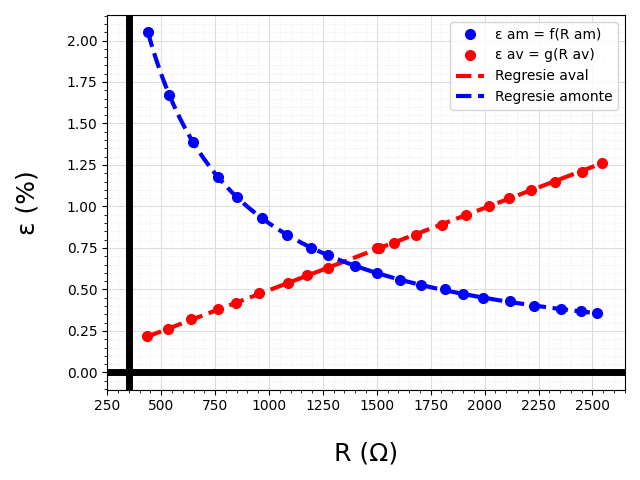 ε am = f(R am)
ε av = g(R av)
Regresie aval
Regresie amonte
2.00
1.75
1.50
1.25
1.00
0.75
0.50
0.25
0.00
ε (%)
250 500 750 1000 1250 1500 1750 2000 2250 2500
R (Ω)